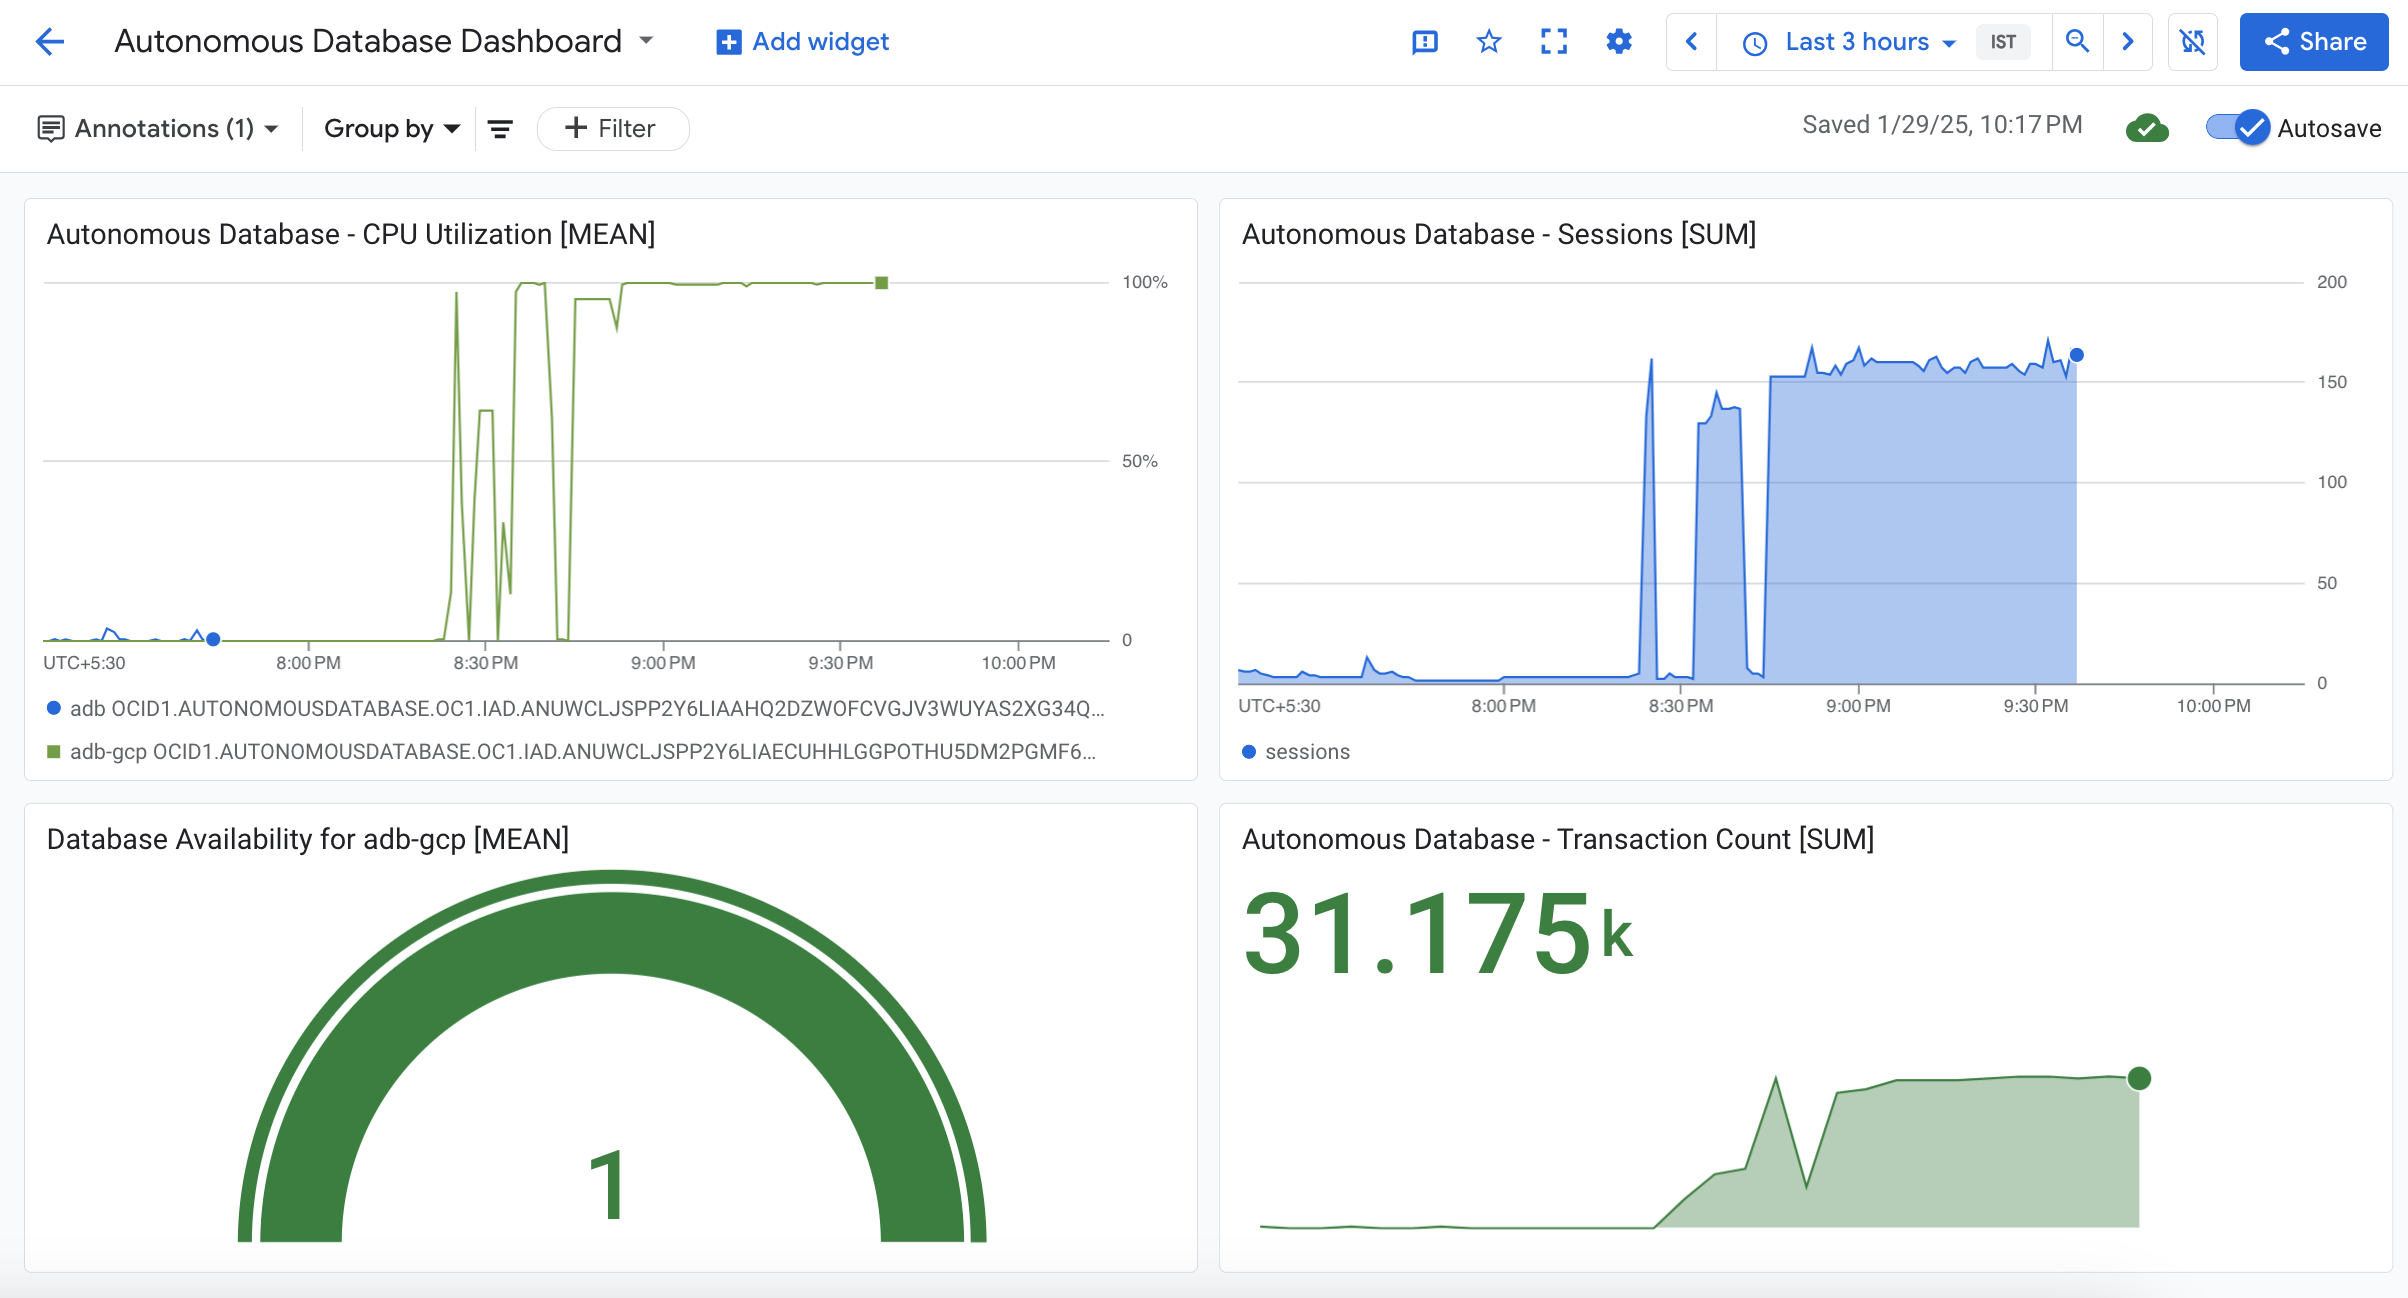 Autonomous Database Dashboard
Add widget
Last 3 hours
IST
Share
Annotations (1)
Group by
Filter
Saved 1/29/25, 10:17 PM
Autosave
Autonomous Database - CPU Utilization [MEAN]
100%
50%
0
UTC+5:30
8:00 PM
8:30 PM
9:00 PM
9:30 PM
10:00 PM
adb OCID1.AUTONOMOUSDATABASE.OC1.IAD.ANUWCLJSPP2Y6LIAAHQ2DZWOFCVGJV3WUYAS2XG34Q...
adb-gcp OCID1.AUTONOMOUSDATABASE.OC1.IAD.ANUWCLJSPP2Y6LIAECUHHLGGPOTHU5DM2PGMF6...
Autonomous Database - Sessions [SUM]
200
150
100
50
0
UTC+5:30
8:00 PM
8:30 PM
9:00 PM
9:30 PM
10:00 PM
sessions
Database Availability for adb-gcp [MEAN]
1
Autonomous Database - Transaction Count [SUM]
31.175 k